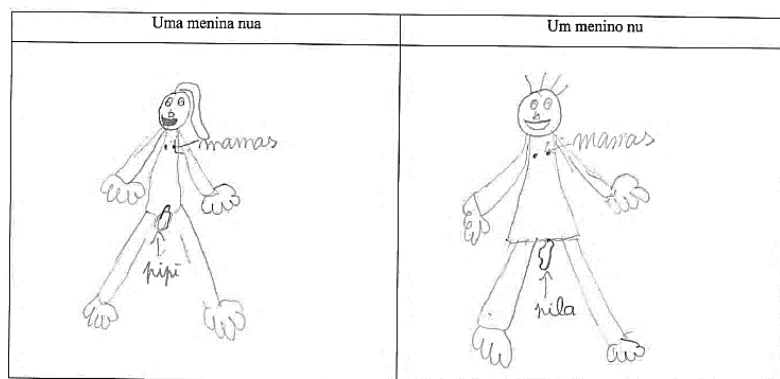 Uma menina nua
Um menino nu
mamas
mamas
pipi
pila